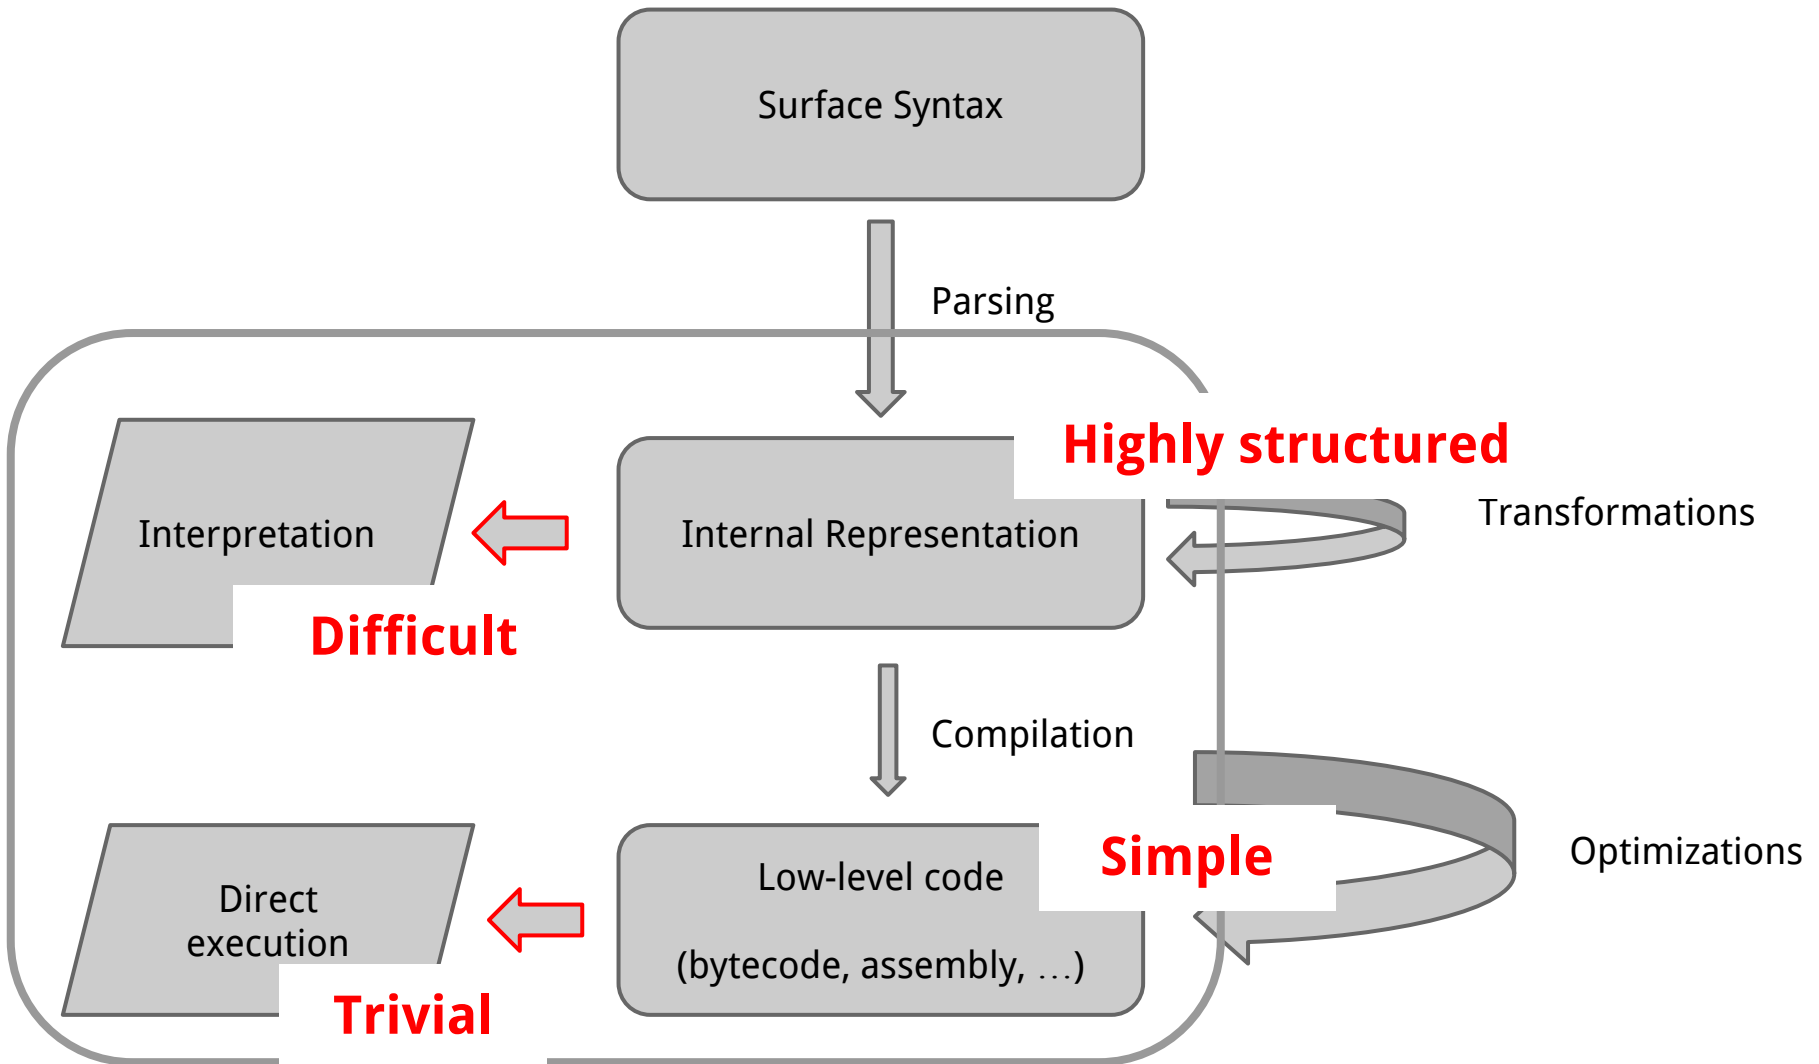 Surface Syntax
Parsing
Highly structured
Transformations
Interpretation
Internal Representation
Difficult
Compilation
Simple
Optimizations
Low-level code
(bytecode, assembly, …)
Direct
execution
Trivial